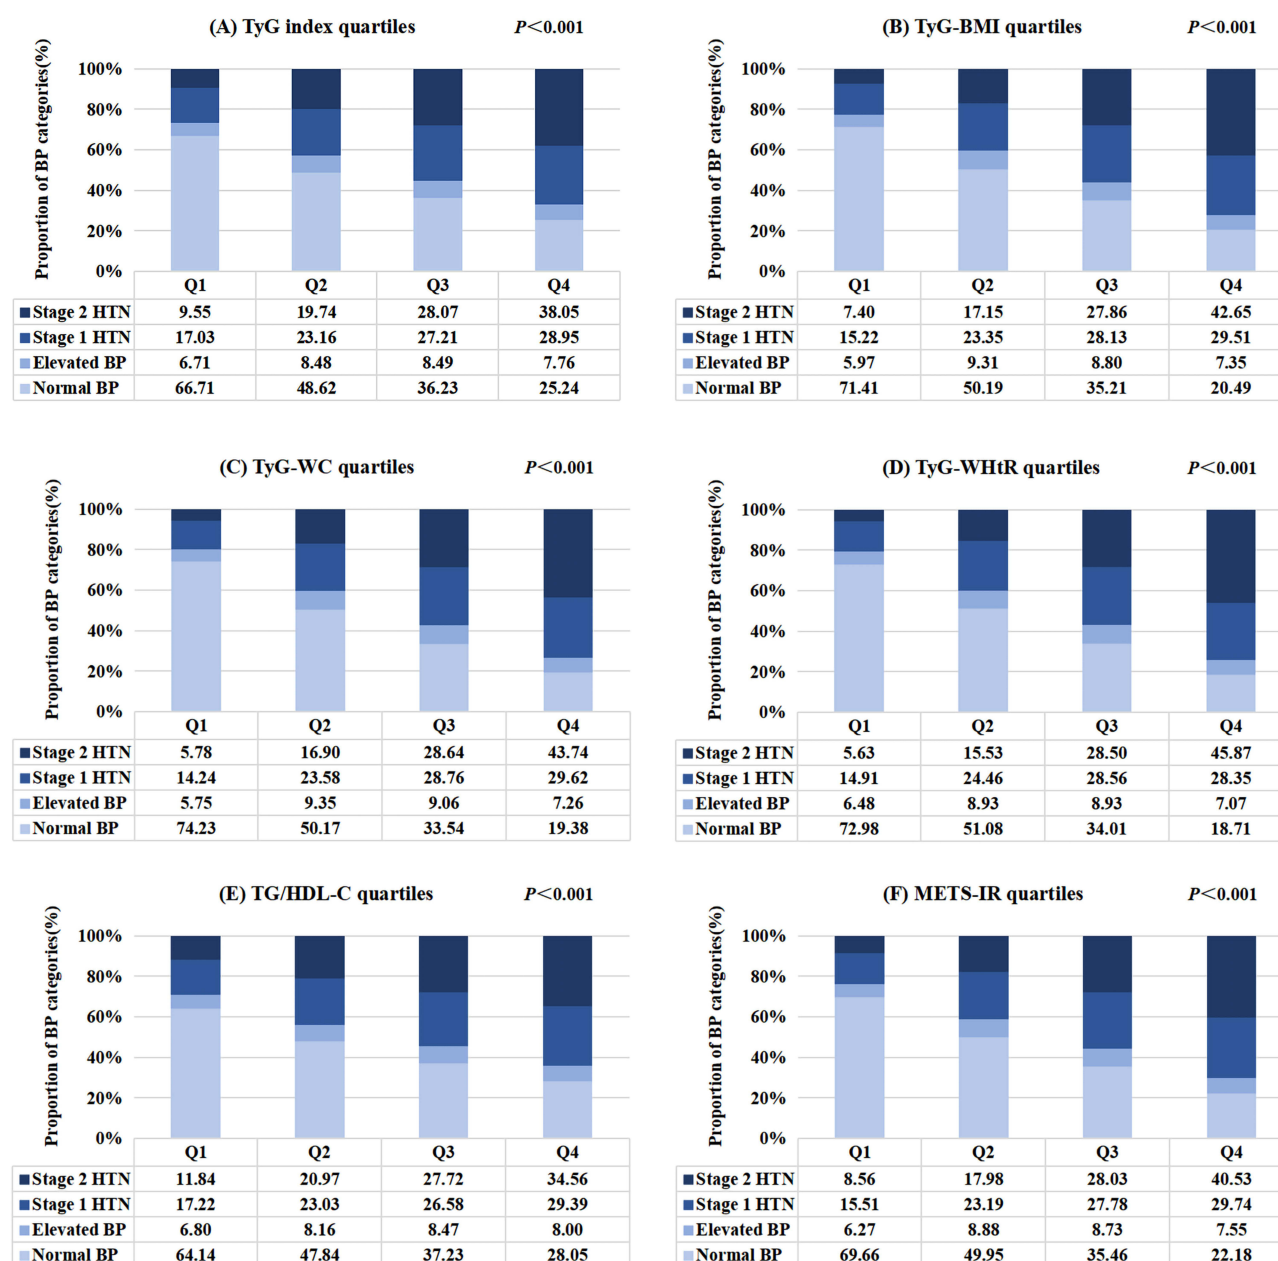 (A) TyG index quartiles P<0.001
Proportion of BP categories(%)
100%
80%
60%
40%
20%
0%
Q1 Q2 Q3 Q4
Stage 2 HTN 9.55 19.74 28.07 38.05
Stage 1 HTN 17.03 23.16 27.21 28.95
Elevated BP 6.71 8.48 8.49 7.76
Normal BP 66.71 48.62 36.23 25.24
(B) TyG-BMI quartiles P<0.001
Proportion of BP categories(%)
100%
80%
60%
40%
20%
0%
Q1 Q2 Q3 Q4
Stage 2 HTN 7.40 17.15 27.86 42.65
Stage 1 HTN 15.22 23.35 28.13 29.51
Elevated BP 5.97 9.31 8.80 7.35
Normal BP 71.41 50.19 35.21 20.49
(C) TyG-WC quartiles P<0.001
Proportion of BP categories(%)
100%
80%
60%
40%
20%
0%
Q1 Q2 Q3 Q4
Stage 2 HTN 5.78 16.90 28.64 43.74
Stage 1 HTN 14.24 23.58 28.76 29.62
Elevated BP 5.75 9.35 9.06 7.26
Normal BP 74.23 50.17 33.54 19.38
(D) TyG-WHtR quartiles P<0.001
Proportion of BP categories(%)
100%
80%
60%
40%
20%
0%
Q1 Q2 Q3 Q4
Stage 2 HTN 5.63 15.53 28.50 45.87
Stage 1 HTN 14.91 24.46 28.56 28.35
Elevated BP 6.48 8.93 8.93 7.07
Normal BP 72.98 51.08 34.01 18.71
(E) TG/HDL-C quartiles P<0.001
Proportion of BP categories(%)
100%
80%
60%
40%
20%
0%
Q1 Q2 Q3 Q4
Stage 2 HTN 11.84 20.97 27.72 34.56
Stage 1 HTN 17.22 23.03 26.58 29.39
Elevated BP 6.80 8.16 8.47 8.00
Normal BP 64.14 47.84 37.23 28.05
(F) METS-IR quartiles P<0.001
Proportion of BP categories(%)
100%
80%
60%
40%
20%
0%
Q1 Q2 Q3 Q4
Stage 2 HTN 8.56 17.98 28.03 40.53
Stage 1 HTN 15.51 23.19 27.78 29.74
Elevated BP 6.27 8.88 8.73 7.55
Normal BP 69.66 49.95 35.46 22.18